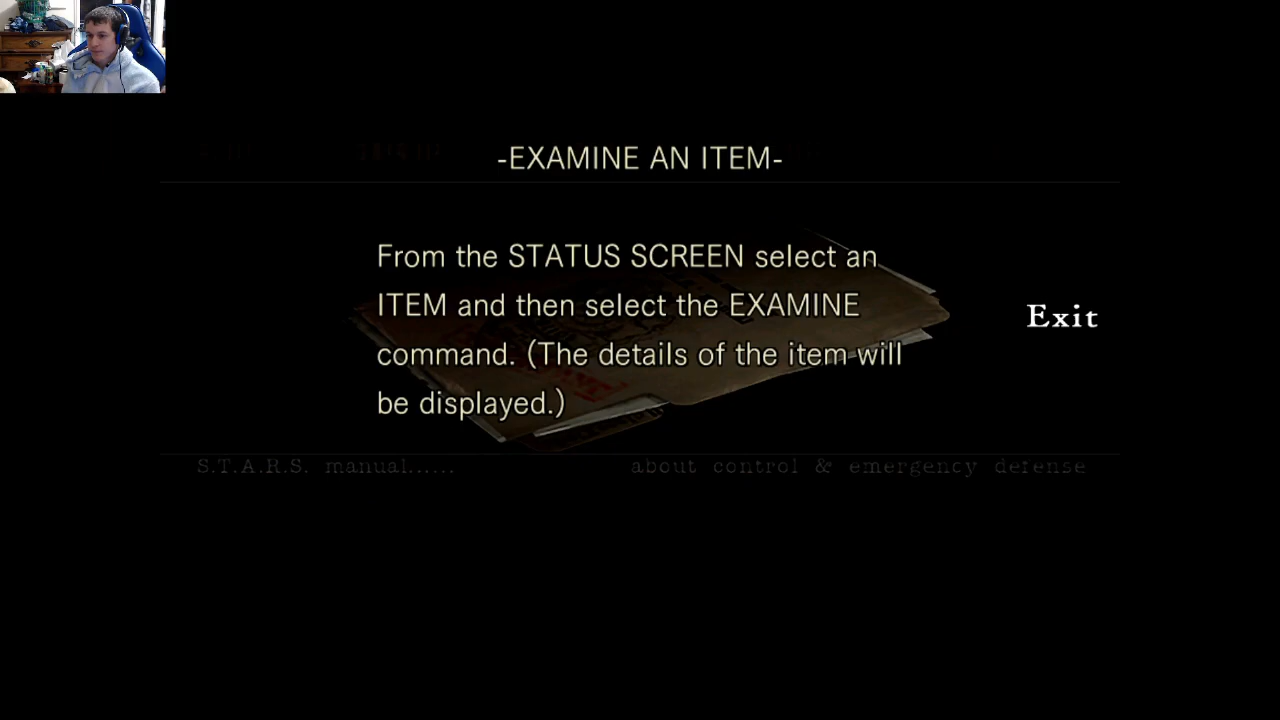 -EXAMINE AN ITEM-
From the STATUS SCREEN select an
ITEM and then select the EXAMINE
command. (The details of the item will
be displayed.)
Exit
S.T.A.R.S. manual...... about control & emergency defense